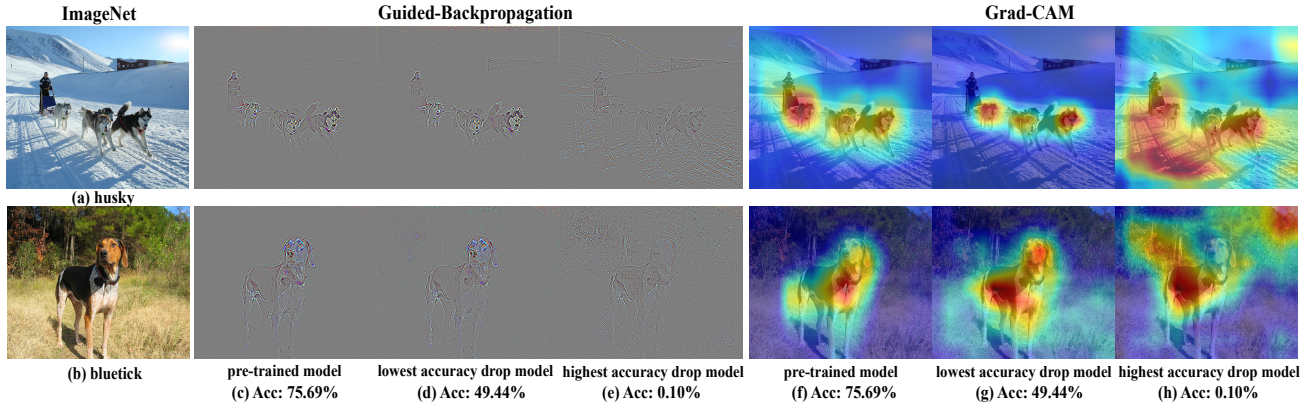 ImageNet
Guided-Backpropagation
Grad-CAM
(a) husky
(b) bluetick
pre-trained model
lowest accuracy drop model
highest accuracy drop model
pre-trained model
lowest accuracy drop model
highest accuracy drop model
(c) Acc: 75.69%
(d) Acc: 49.44%
(e) Acc: 0.10%
(f) Acc: 75.69%
(g) Acc: 49.44%
(h) Acc: 0.10%